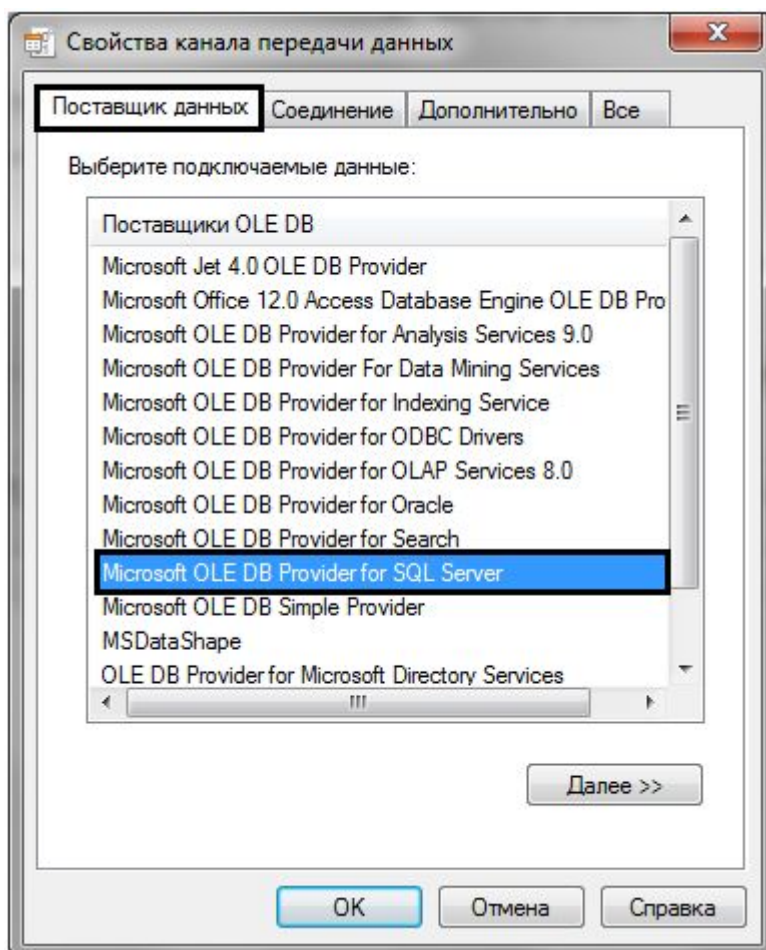 Свойства канала передачи данных
Поставщик данных Соединение Дополнительно Все
Выберите подключаемые данные:
Поставщики OLE DB
Microsoft Jet 4.0 OLE DB Provider
Microsoft Office 12.0 Access Database Engine OLE DB Pro
Microsoft OLE DB Provider for Analysis Services 9.0
Microsoft OLE DB Provider For Data Mining Services
Microsoft OLE DB Provider for Indexing Service
Microsoft OLE DB Provider for ODBC Drivers
Microsoft OLE DB Provider for OLAP Services 8.0
Microsoft OLE DB Provider for Oracle
Microsoft OLE DB Provider for Search
Microsoft OLE DB Provider for SQL Server
Microsoft OLE DB Simple Provider
MSDataShape
OLE DB Provider for Microsoft Directory Services
Далее >>
OK Отмена Справка